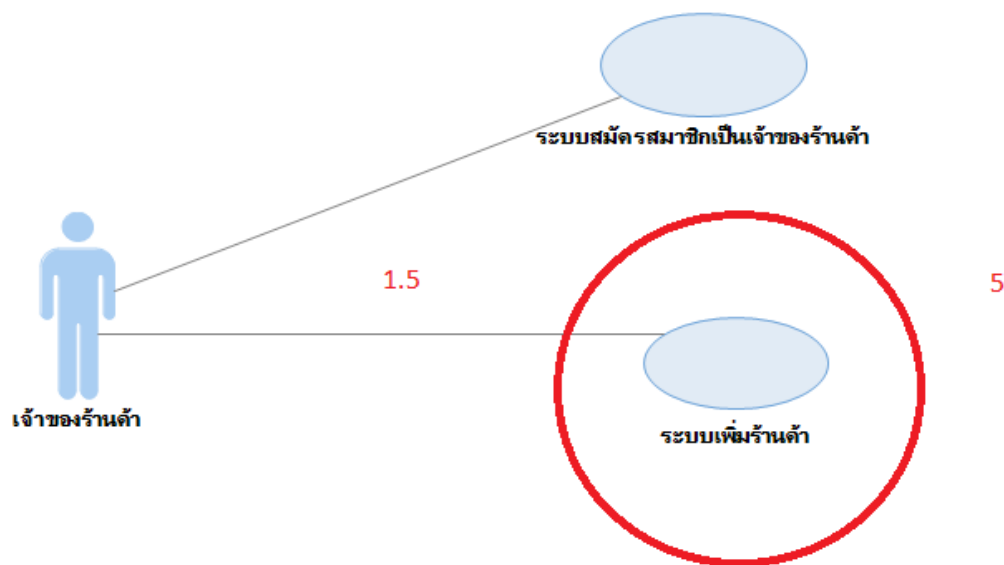 ระบบสมัครสมาชิกเป็นเจ้าของร้านค้า
1.5
5
เจ้าของร้านค้า
ระบบเพิ่มร้านค้า